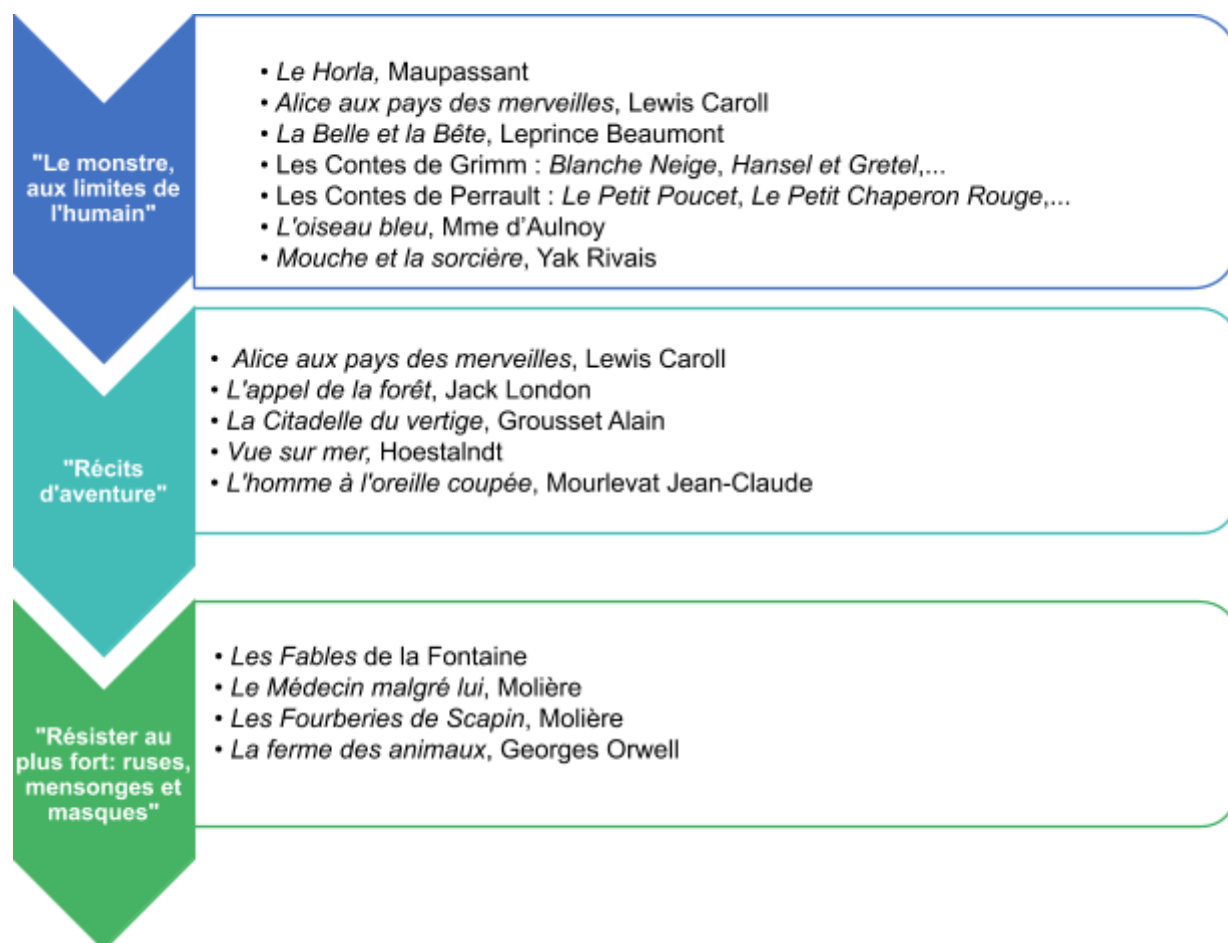 "Le monstre,
aux limites de
l'humain"
• Le Horla, Maupassant
• Alice aux pays des merveilles, Lewis Caroll
• La Belle et la Bête, Leprince Beaumont
• Les Contes de Grimm : Blanche Neige, Hansel et Gretel,...
• Les Contes de Perrault : Le Petit Poucet, Le Petit Chaperon Rouge,...
• L'oiseau bleu, Mme d’Aulnoy
• Mouche et la sorcière, Yak Rivais
"Récits
d'aventure"
• Alice aux pays des merveilles, Lewis Caroll
• L'appel de la forêt, Jack London
• La Citadelle du vertige, Grousset Alain
• Vue sur mer, Hoestalndt
• L'homme à l'oreille coupée, Mourlevat Jean-Claude
"Résister au
plus fort: ruses,
mensonges et
masques"
• Les Fables de la Fontaine
• Le Médecin malgré lui, Molière
• Les Fourberies de Scapin, Molière
• La ferme des animaux, Georges Orwell